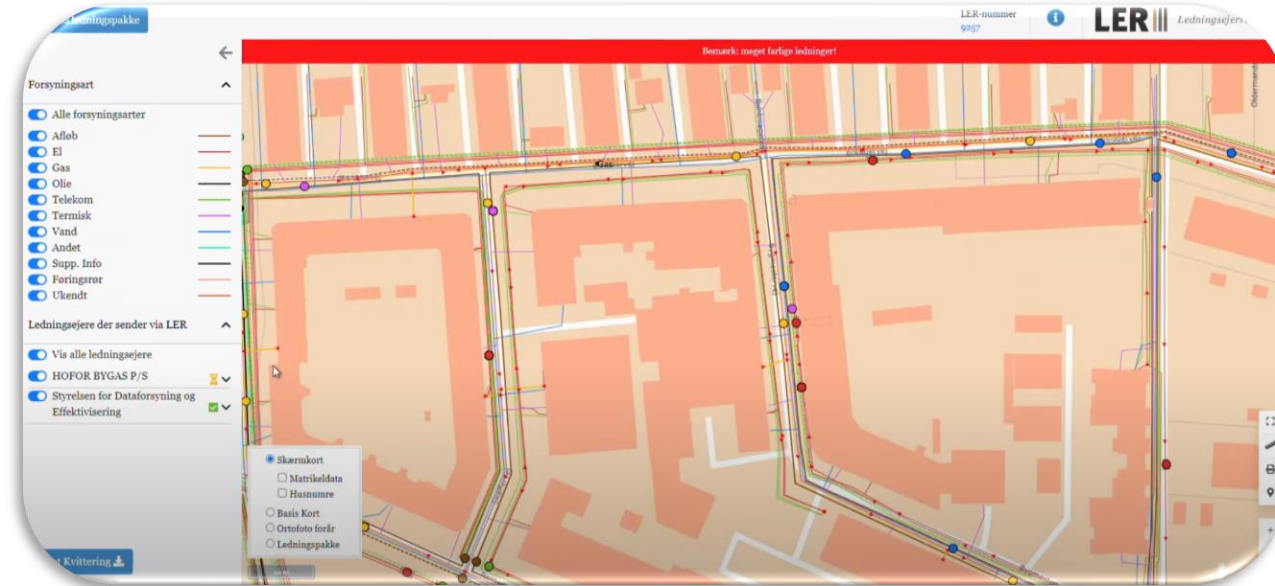 ledningspakke
LER-nummer
9257
LER
Ledningsejer
Bemærk: meget farlige ledninger!
Forsyningsart
Alle forsyningsarter
Afløb
El
Gas
Olie
Telekom
Termisk
Vand
Andet
Supp. Info
Føringsrør
Ukendt
Ledningsejere der sender via LER
Vis alle ledningsejere
HOFOR BYGAS P/S
Styrelsen for Dataforsyning og
Effektivisering
Skærmkort
Matrikeldata
Husnumre
Basis Kort
Ortofoto forår
Ledningspakke
Kvittering
Gas
Oldermands